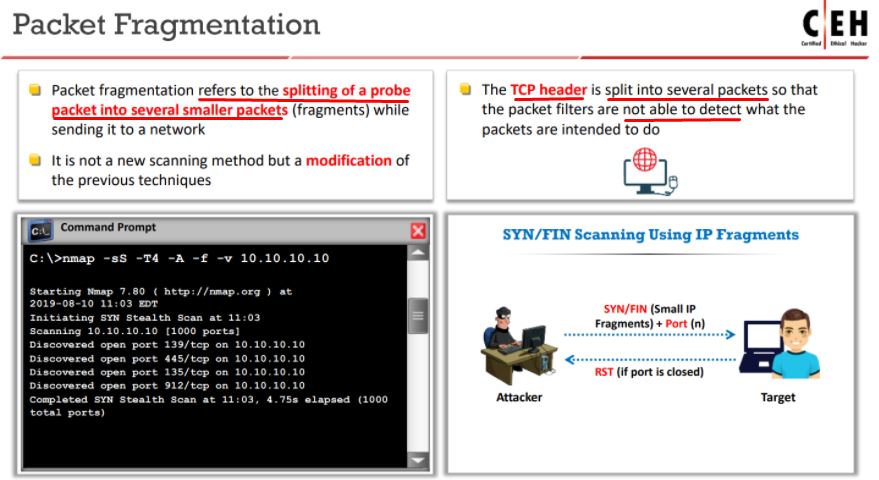 Packet Fragmentation
CEH
Certified Ethical Hacker
Packet fragmentation refers to the splitting of a probe
packet into several smaller packets (fragments) while
sending it to a network
It is not a new scanning method but a modification of
the previous techniques
The TCP header is split into several packets so that
the packet filters are not able to detect what the
packets are intended to do
C:\.
Command Prompt
C:\>nmap -sS -T4 -A -f -v 10.10.10.10
Starting Nmap 7.80 ( http://nmap.org ) at
2019-08-10 11:03 EDT
Initiating SYN Stealth Scan at 11:03
Scanning 10.10.10.10 [1000 ports]
Discovered open port 139/tcp on 10.10.10.10
Discovered open port 445/tcp on 10.10.10.10
Discovered open port 135/tcp on 10.10.10.10
Discovered open port 912/tcp on 10.10.10.10
Completed SYN Stealth Scan at 11:03, 4.75s elapsed (1000
total ports)
SYN/FIN Scanning Using IP Fragments
SYN/FIN (Small IP
Fragments) + Port (n)
RST (if port is closed)
Attacker
Target